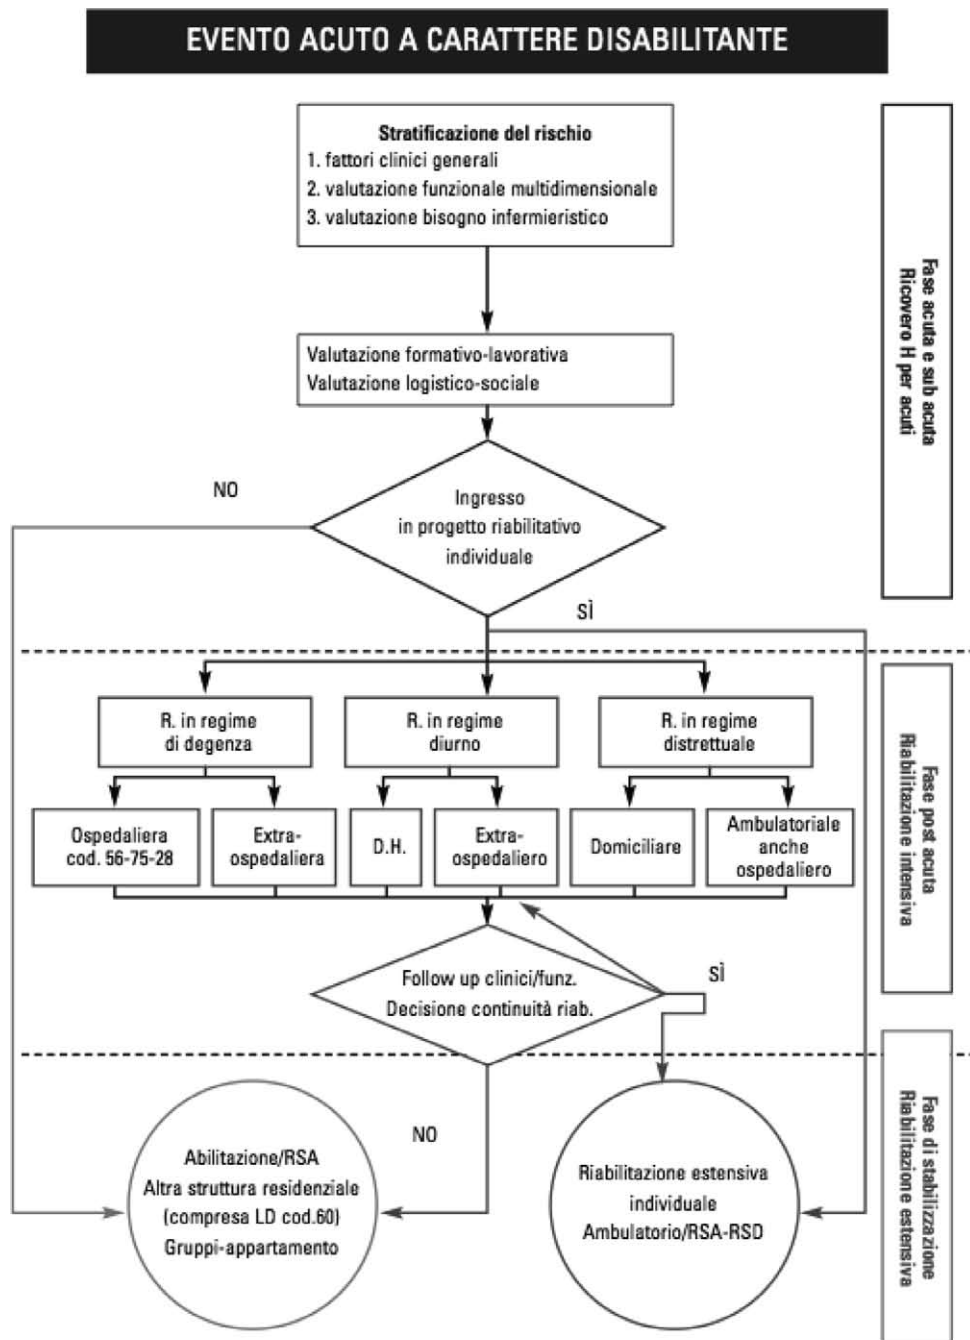 EVENTO ACUTO A CARATTERE DISABILITANTE
Stratificazione del rischio
1. fattori clinici generali
2. valutazione funzionale multidimensionale
3. valutazione bisogno infermieristico
Fase acuta e sub acuta
Ricovero H per acuti
Valutazione formativo-lavorativa
Valutazione logistico-sociale
NO
Ingresso
in progetto riabilitativo
individuale
SÌ
R. in regime
di degenza
R. in regime
diurno
R. in regime
distrettuale
Fase post acuta
Riabilitazione intensiva
Ospedaliera
cod. 56-75-28
Extra-
ospedaliera
D.H.
Extra-
ospedaliero
Domiciliare
Ambulatoriale
anche
ospedaliero
Follow up clinici/funz.
Decisione continuità riab.
SÌ
NO
Abilitazione/RSA
Altra struttura residenziale
(compresa LD cod.60)
Gruppi-appartamento
Riabilitazione estensiva
individuale
Ambulatorio/RSA-RSD
Fase di stabilizzazione
Riabilitazione estensiva